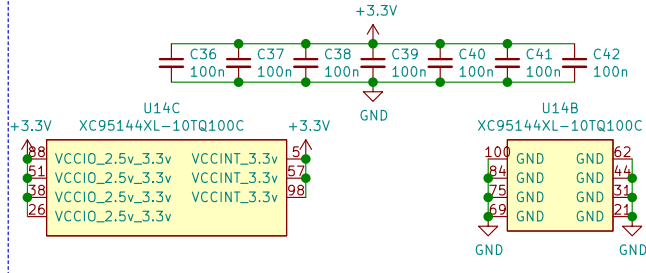 +3.3V
C36 C37 C38 C39 C40 C41 C42
100n 100n 100n 100n 100n 100n 100n
GND
U14C U14B
XC95144XL-10TQ100C XC95144XL-10TQ100C
+3.3V +3.3V
88 VCCIO_2.5v_3.3v VCCINT_3.3v 5 100 GND GND 62
51 VCCIO_2.5v_3.3v VCCINT_3.3v 57 84 GND GND 44
38 VCCIO_2.5v_3.3v VCCINT_3.3v 98 75 GND GND 31
26 VCCIO_2.5v_3.3v 69 GND GND 21
GND GND